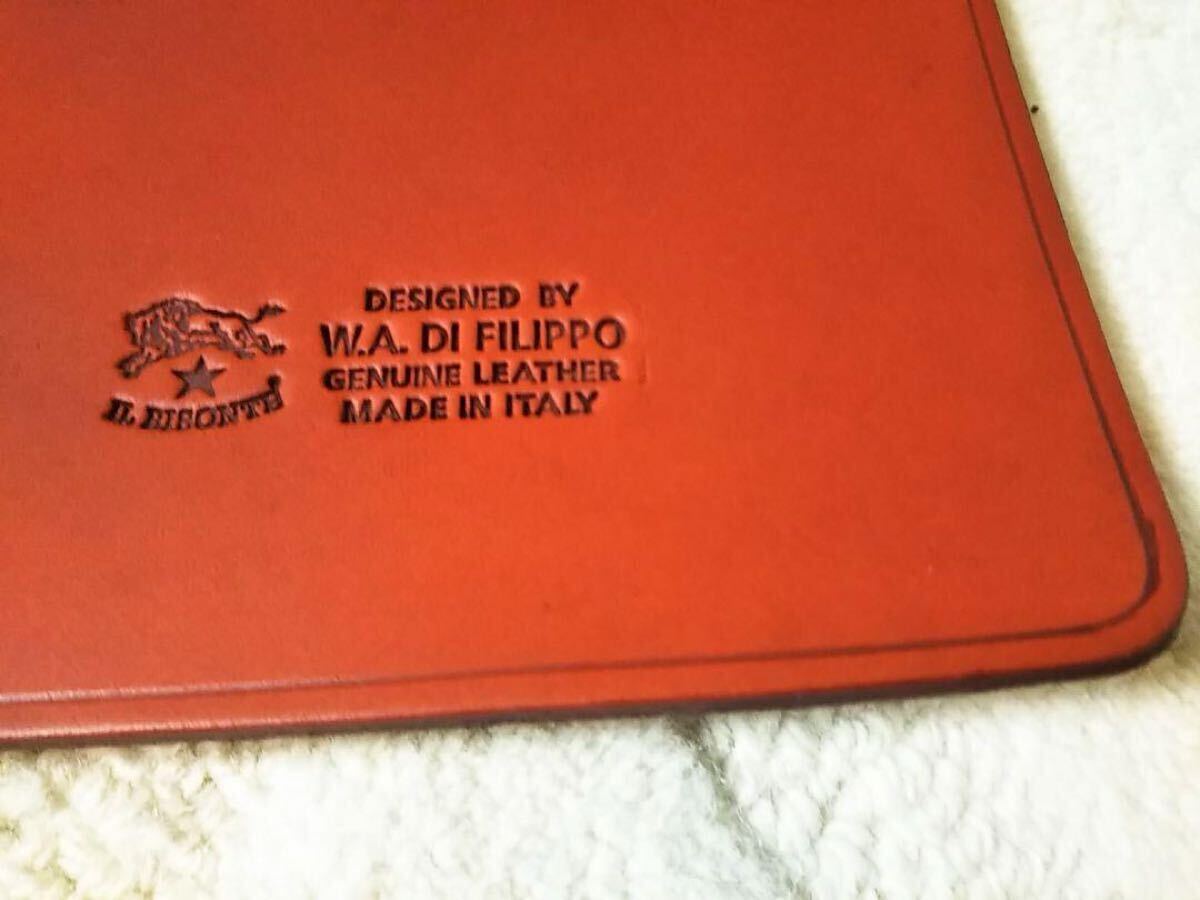 IL BISONTE
DESIGNED BY
W.A. DI FILIPPO
GENUINE LEATHER
MADE IN ITALY